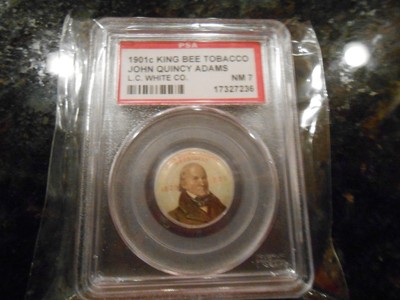 PSA
1901c KING BEE TOBACCO
JOHN QUINCY ADAMS
L.C. WHITE CO. NM 7
17327236